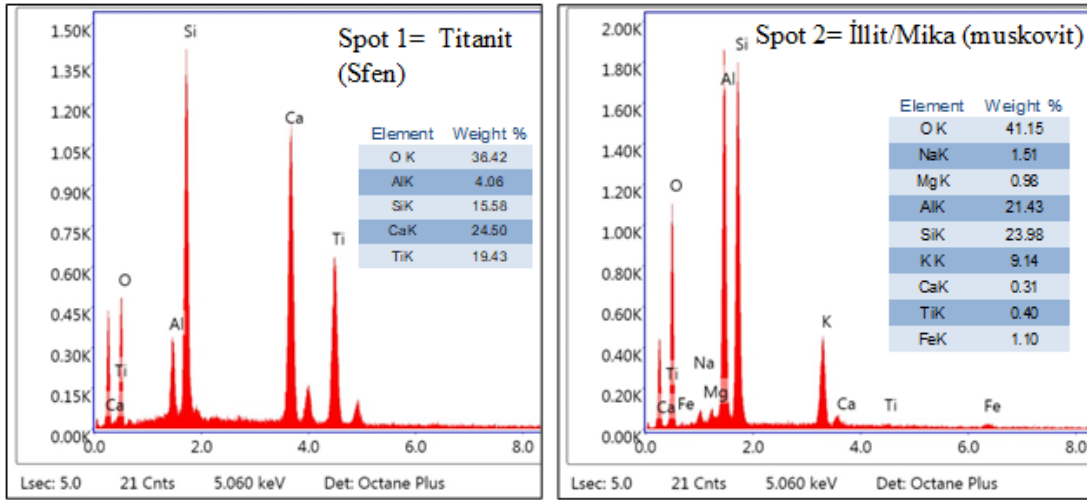 Spot 1= Titanit
(Sfen)
1.50K
1.35K
1.20K
1.05K
0.90K
0.75K
0.60K
0.45K
0.30K
0.15K
0.00K
Si
Ca
Ti
O
Al
Ti
Ca
Element Weight %
O K 36.42
AlK 4.06
SiK 15.58
CaK 24.50
TiK 19.43
0.0 2.0 4.0 6.0 8.0
Lsec: 5.0 21 Cnts 5.060 keV Det: Octane Plus
Spot 2= İllit/Mika (muskovit)
2.00K
1.80K
1.60K
1.40K
1.20K
1.00K
0.80K
0.60K
0.40K
0.20K
0.00K
Si
Al
O
K
Na
Ti
Mg
Ca
Fe
Ca
Ti
Fe
Element Weight %
O K 41.15
NaK 1.51
MgK 0.98
AlK 21.43
SiK 23.98
K K 9.14
CaK 0.31
TiK 0.40
FeK 1.10
0.0 2.0 4.0 6.0 8.0
Lsec: 5.0 21 Cnts 5.060 keV Det: Octane Plus